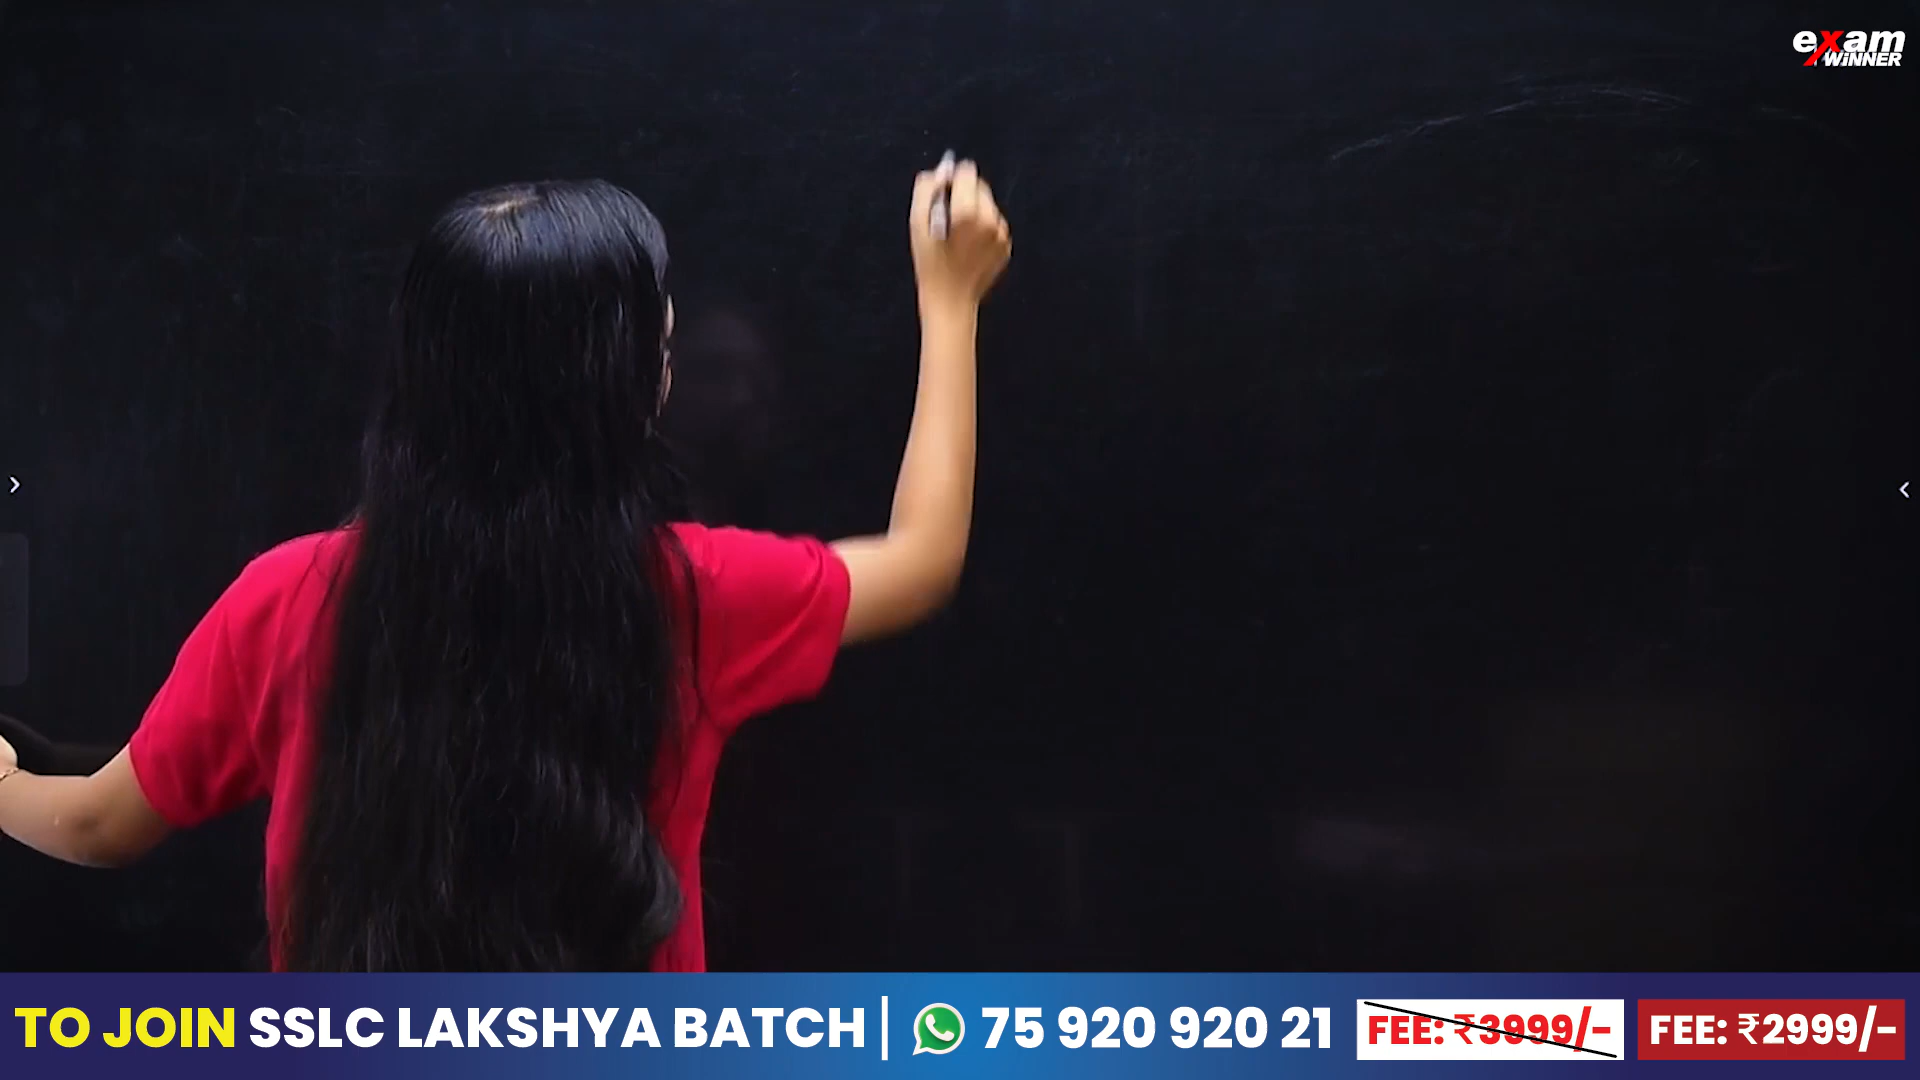 exam
WiNNER
TO JOIN SSLC LAKSHYA BATCH | 75 920 920 21 FEE: ₹3999/- FEE: ₹2999/-